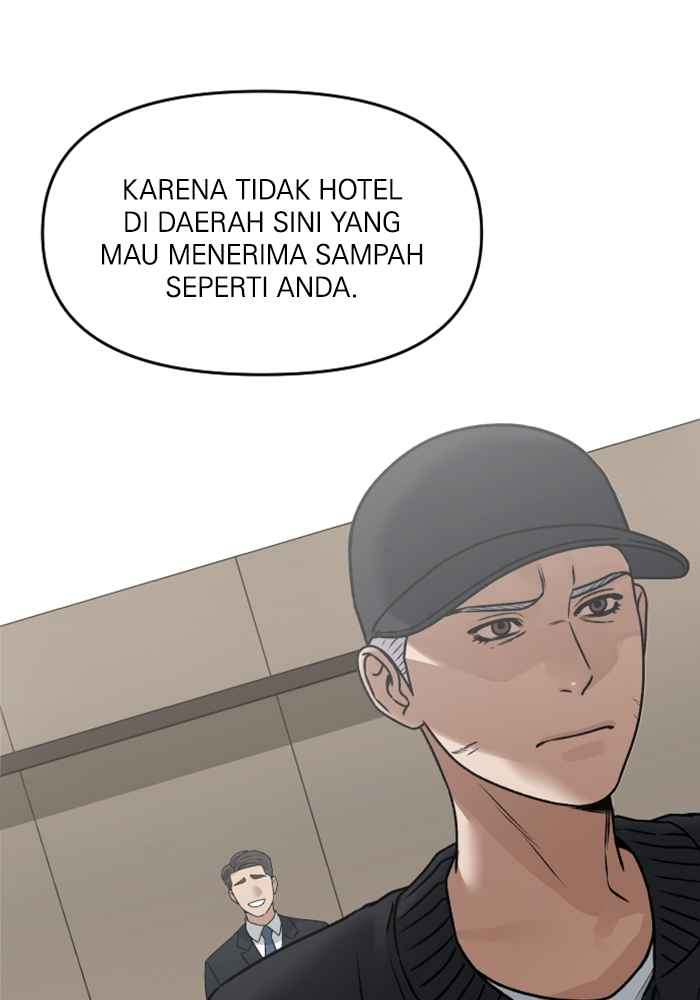 KARENA TIDAK HOTEL
DI DAERAH SINI YANG
MAU MENERIMA SAMPAH
SEPERTI ANDA.